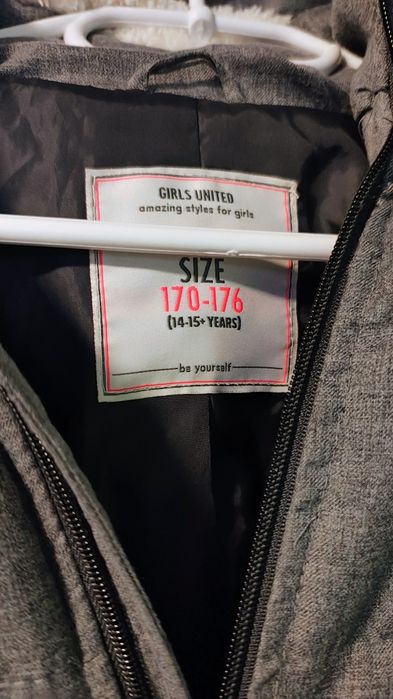 GIRLS UNITED
amazing styles for girls
SIZE
170-176
(14-15+ YEARS)
be yourself